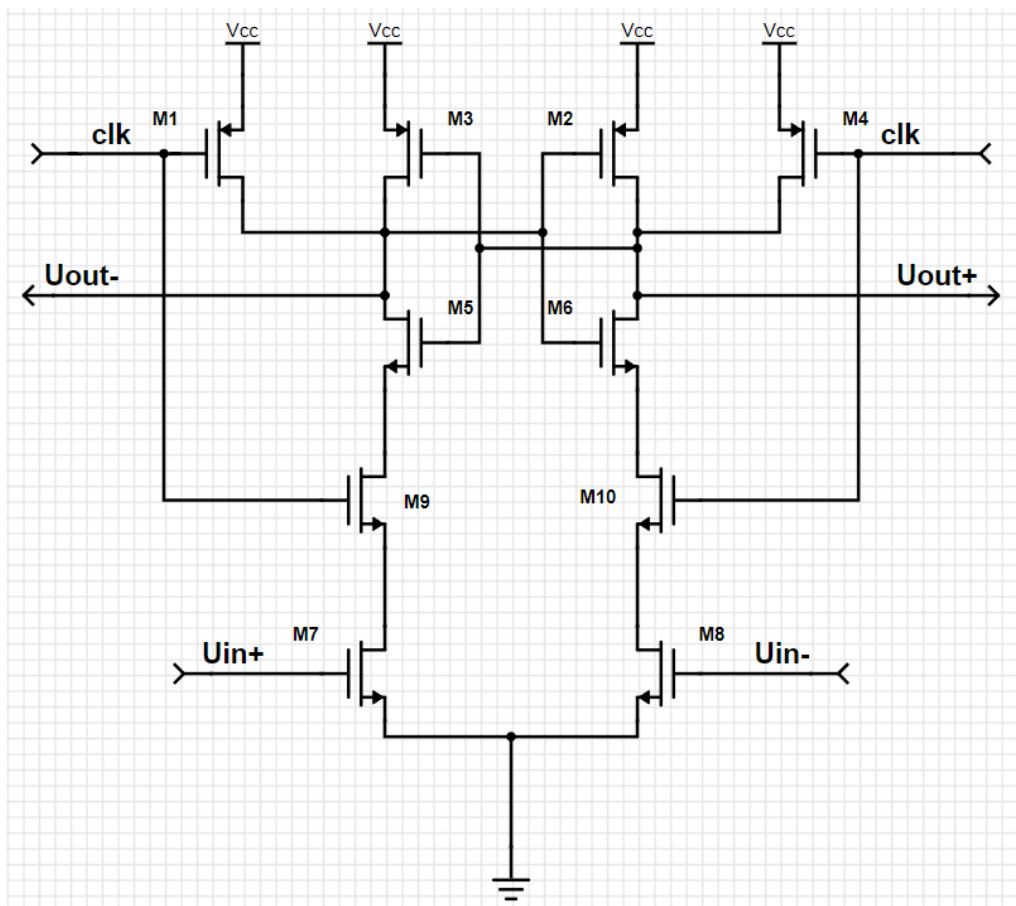 Vcc Vcc Vcc Vcc
M1 M3 M2 M4
clk clk
Uout- Uout+
M5 M6
M9 M10
M7 M8
Uin+ Uin-